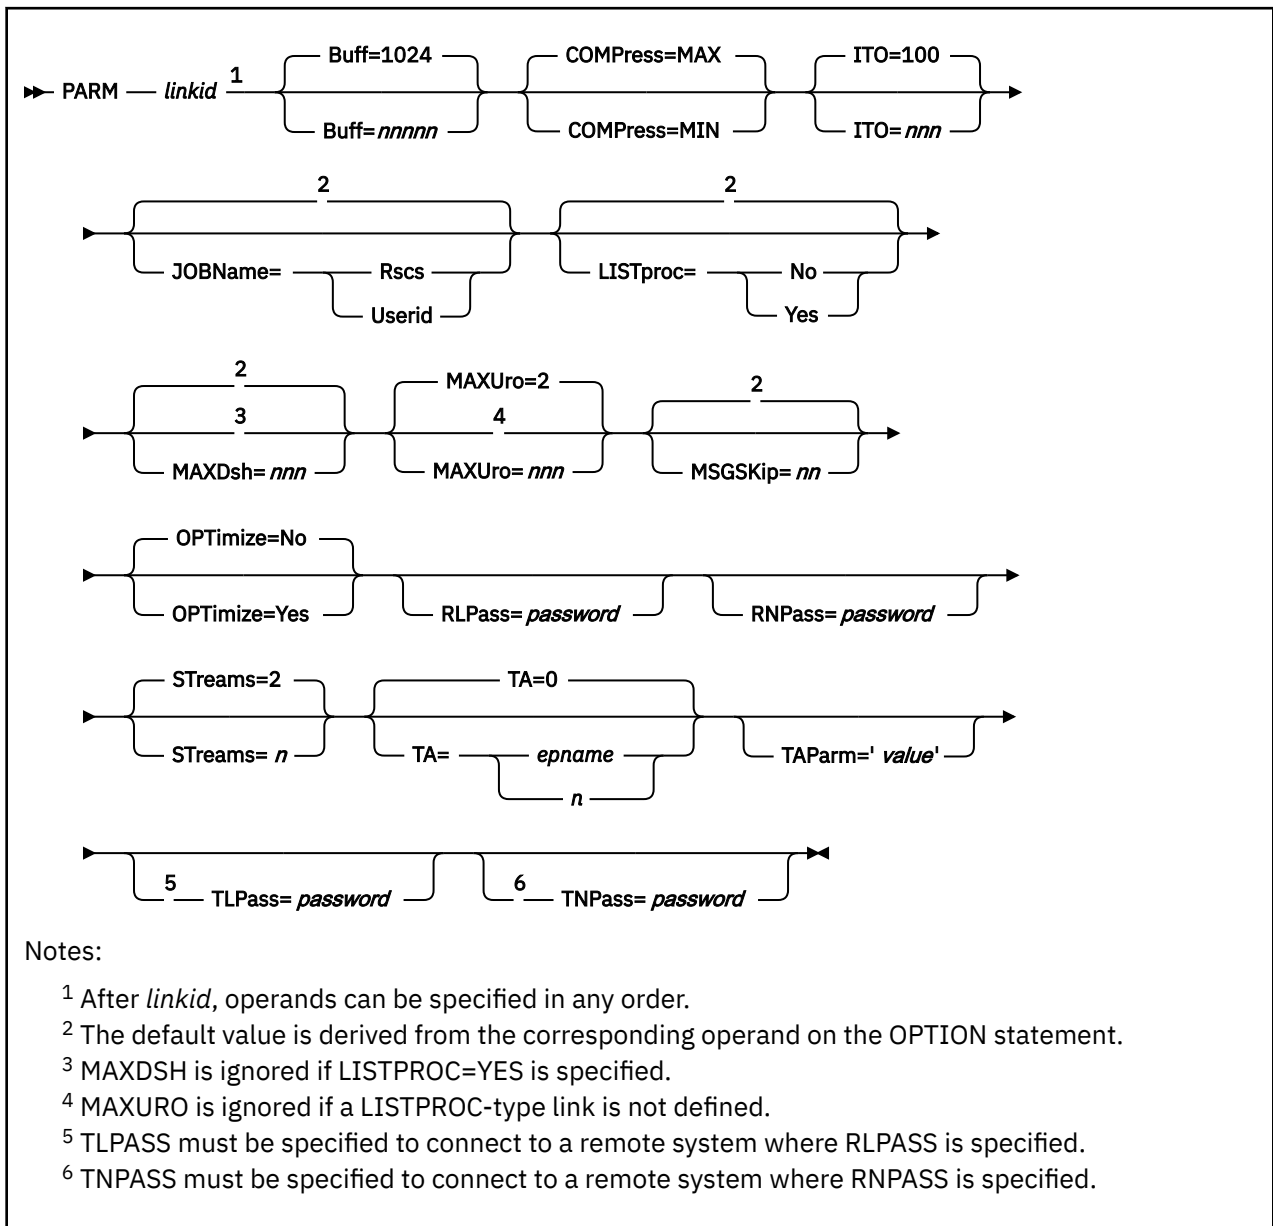 Buff=1024 COMPress=MAX ITO=100
PARM linkid 1
Buff=nnnnn COMPress=MIN ITO=nnn
2 2
JOBName= Rscs LISTproc= No
Userid Yes
2 MAXUro=2 2
3 4
MAXDsh= nnn MAXUro= nnn MSGSKip= nn
OPTimize=No
OPTimize=Yes RLPass= password RNPass= password
STreams=2 TA=0
STreams= n TA= epname TAParm=' value'
n
5 TLPass= password 6 TNPass= password
Notes:
1 After linkid, operands can be specified in any order.
2 The default value is derived from the corresponding operand on the OPTION statement.
3 MAXDSH is ignored if LISTPROC=YES is specified.
4 MAXURO is ignored if a LISTPROC-type link is not defined.
5 TLPASS must be specified to connect to a remote system where RLPASS is specified.
6 TNPASS must be specified to connect to a remote system where RNPASS is specified.